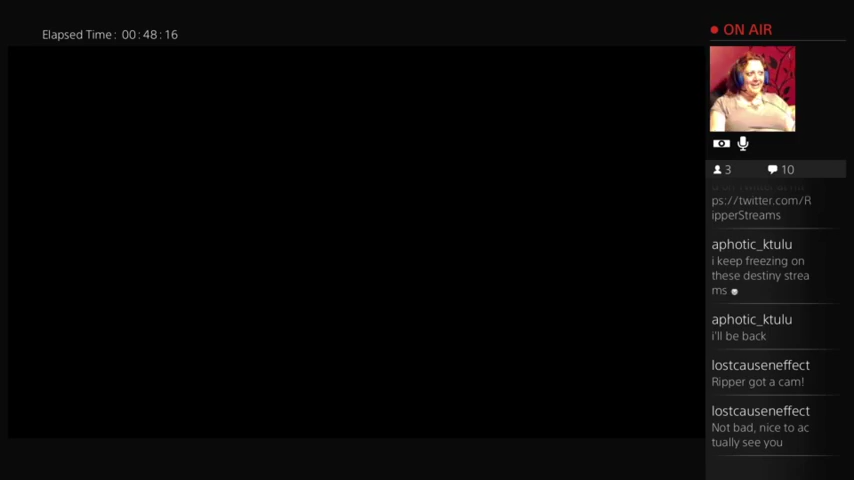 Elapsed Time: 00:48:16
ON AIR
3
10
ps://twitter.com/R
ipperStreams
aphotic_ktulu
i keep freezing on
these destiny strea
ms
aphotic_ktulu
i'll be back
lostcauseneffect
Ripper got a cam!
lostcauseneffect
Not bad, nice to ac
tually see you